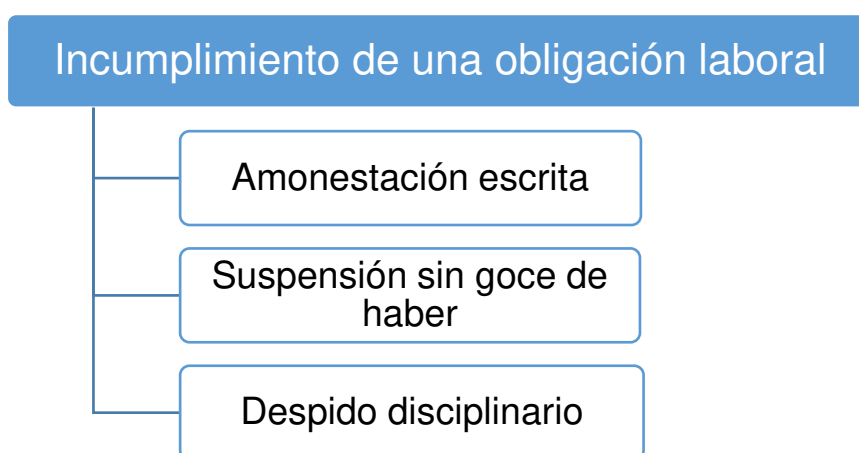 Incumplimiento de una obligación laboral
Amonestación escrita
Suspensión sin goce de
haber
Despido disciplinario